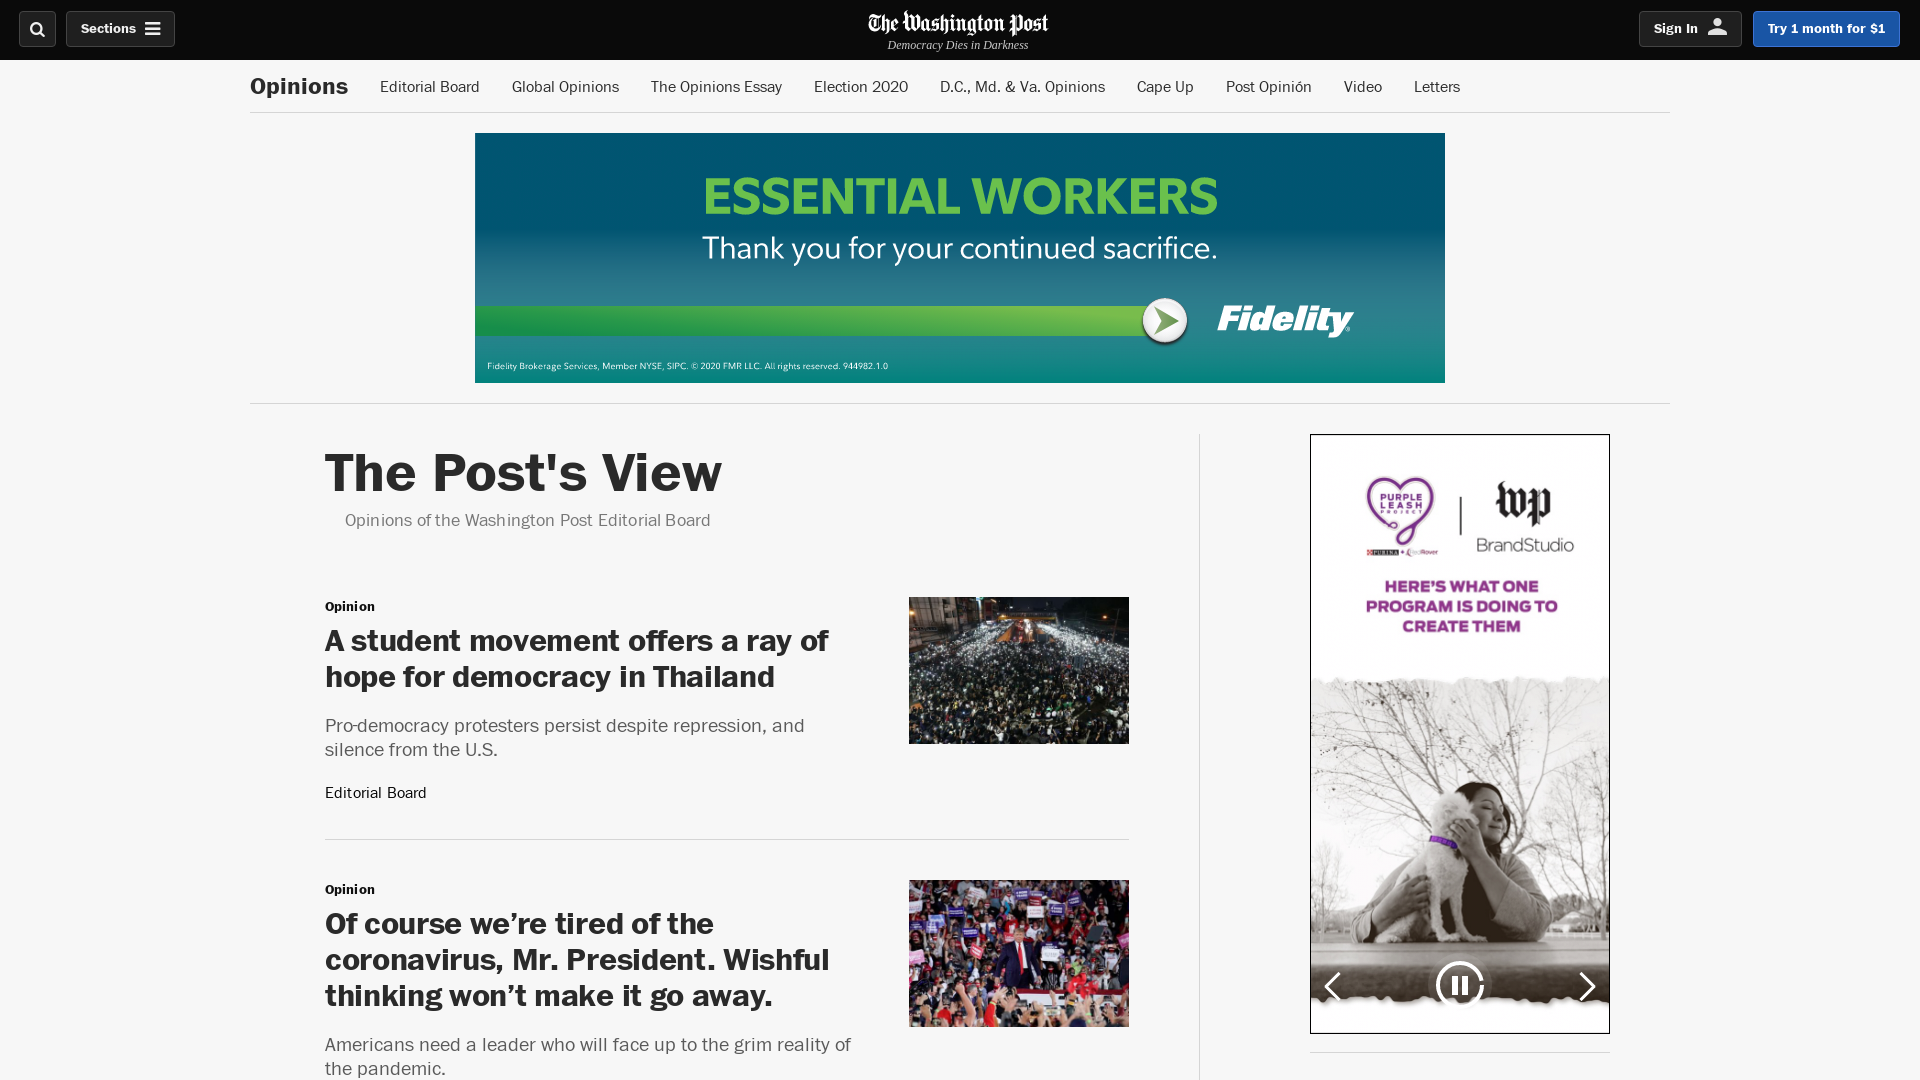 Sections
The Washington Post
Democracy Dies in Darkness
Sign In
Try 1 month for $1
Opinions
Editorial Board
Global Opinions
The Opinions Essay
Election 2020
D.C., Md. & Va. Opinions
Cape Up
Post Opinión
Video
Letters
ESSENTIAL WORKERS
Thank you for your continued sacrifice.
Fidelity
Fidelity Brokerage Services, Member NYSE, SIPC. © 2020 FMR LLC. All rights reserved. 944982.1.0
The Post's View
Opinions of the Washington Post Editorial Board
Opinion
A student movement offers a ray of
hope for democracy in Thailand
Pro-democracy protesters persist despite repression, and
silence from the U.S.
Editorial Board
Opinion
Of course we’re tired of the
coronavirus, Mr. President. Wishful
thinking won’t make it go away.
Americans need a leader who will face up to the grim reality of
the pandemic.
PURPLE
LEASH
PROJECT
PURINA + RedRover
wp
BrandStudio
HERE’S WHAT ONE
PROGRAM IS DOING TO
CREATE THEM